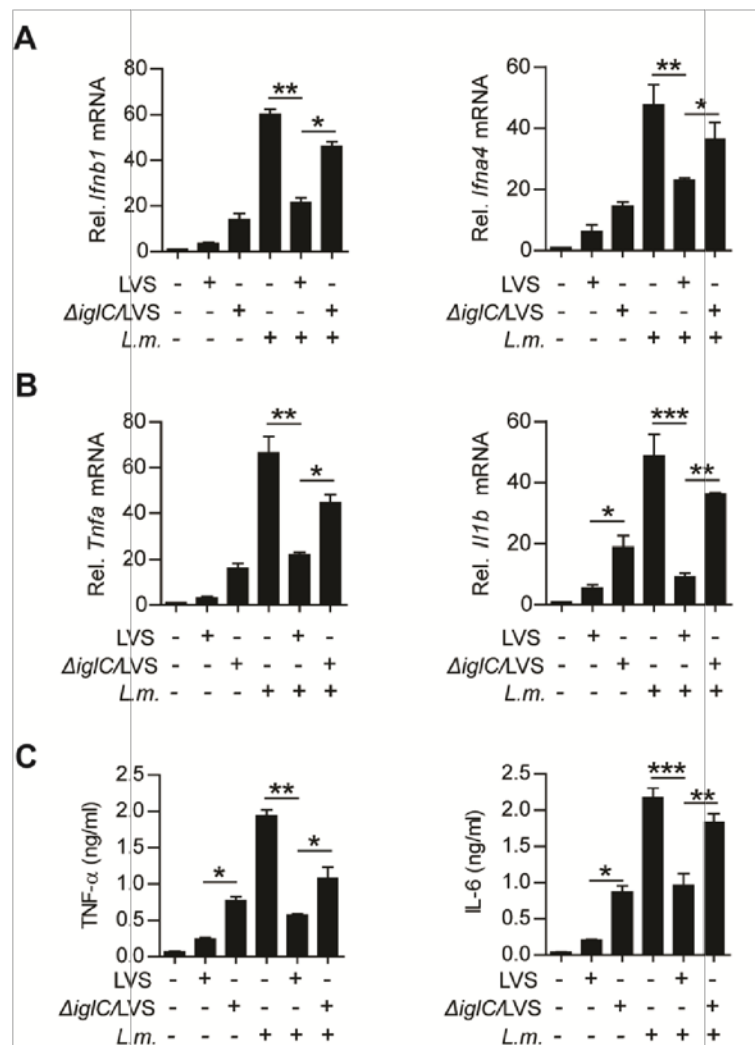 A
Rel. Ifnb1 mRNA
80
60
40
20
0
** *
LVS - + - - + -
ΔiglC/LVS - - + - - +
L.m. - - - + + +
Rel. Ifna4 mRNA
60
40
20
0
** *
- + - - + -
- - + - - +
- - - + + +
B
Rel. Tnfa mRNA
80
60
40
20
0
** *
LVS - + - - + -
ΔiglC/LVS - - + - - +
L.m. - - - + + +
Rel. Il1b mRNA
60
40
20
0
* *** **
LVS - + - - + -
ΔiglC/LVS - - + - - +
L.m. - - - + + +
C
TNF-α (ng/ml)
2.5
2.0
1.5
1.0
0.5
0.0
* ** *
LVS - + - - + -
ΔiglC/LVS - - + - - +
L.m. - - - + + +
IL-6 (ng/ml)
2.5
2.0
1.5
1.0
0.5
0.0
* *** **
LVS - + - - + -
ΔiglC/LVS - - + - - +
L.m. - - - + + +